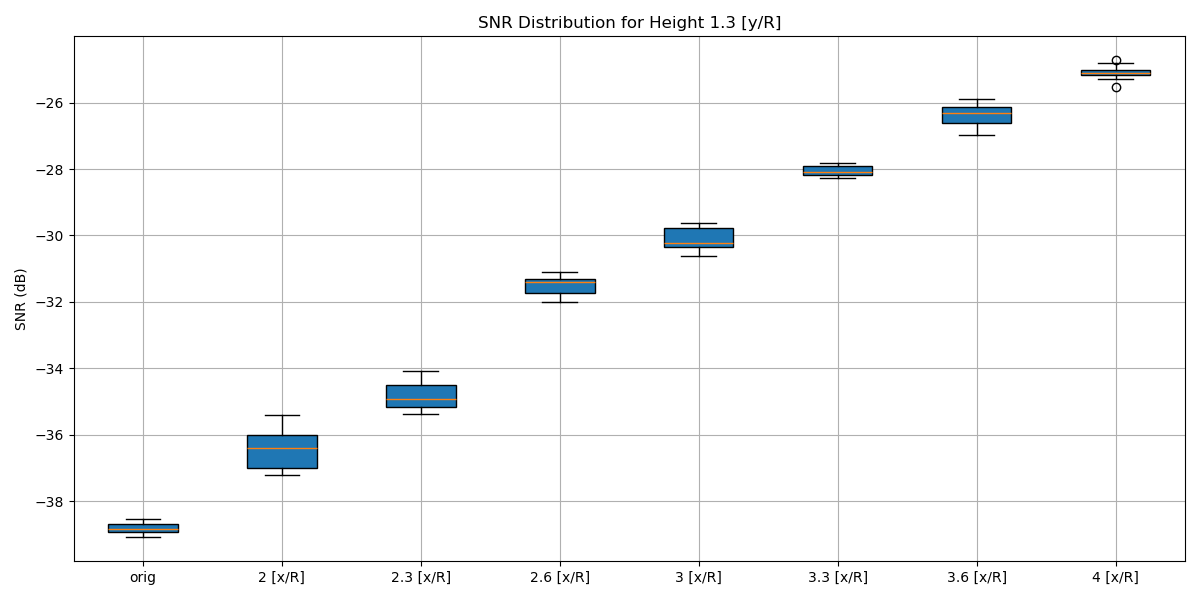 SNR Distribution for Height 1.3 [y/R]
SNR (dB)
−26
−28
−30
−32
−34
−36
−38
orig
2 [x/R]
2.3 [x/R]
2.6 [x/R]
3 [x/R]
3.3 [x/R]
3.6 [x/R]
4 [x/R]